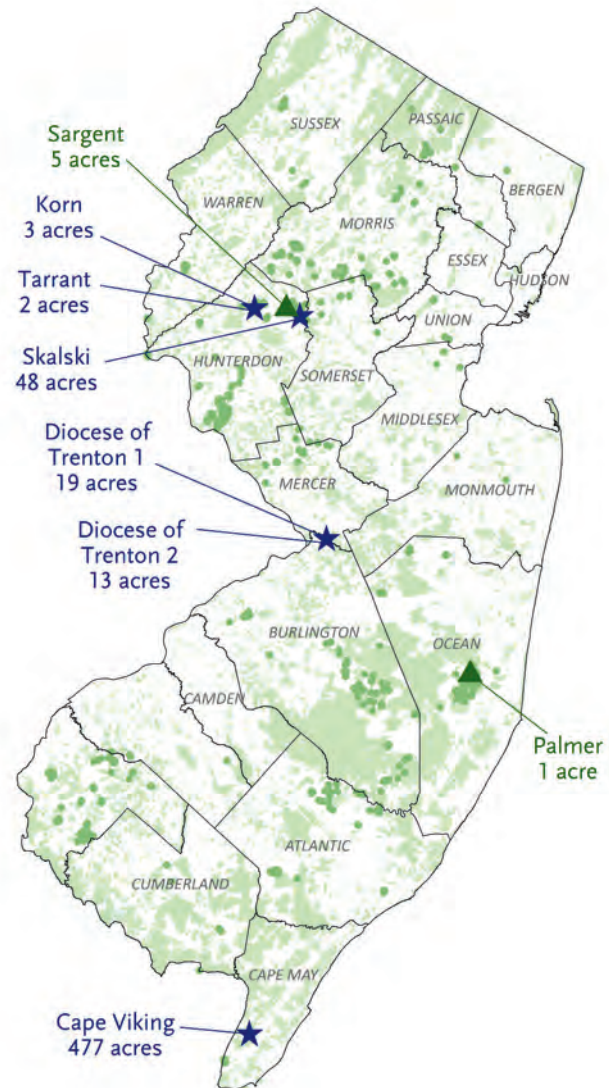 SUSSEX
PASSAIC
Sargent
5 acres
BERGEN
WARREN
Korn
3 acres
MORRIS
ESSEX
HUDSON
Tarrant
2 acres
UNION
Skalski
48 acres
HUNTERDON
SOMERSET
MIDDLESEX
Diocese of
Trenton 1
19 acres
MERCER
MONMOUTH
Diocese of
Trenton 2
13 acres
BURLINGTON
OCEAN
CAMDEN
Palmer
1 acre
ATLANTIC
CUMBERLAND
CAPE MAY
Cape Viking
477 acres